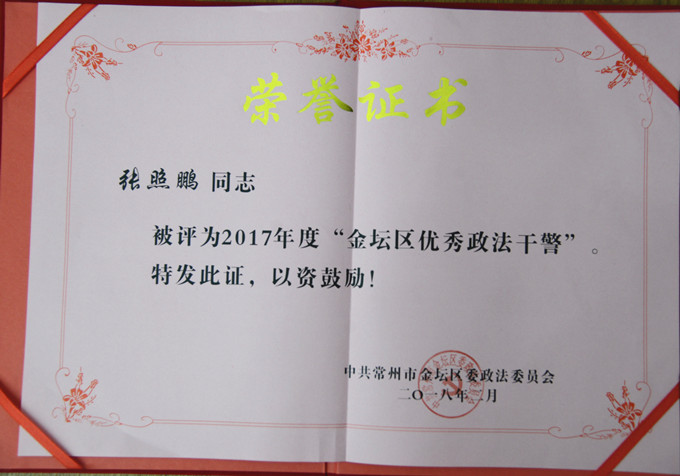 荣誉证书
张照鹏 同志
被评为2017年度“金坛区优秀政法干警”。
特发此证，以资鼓励！
中共常州市金坛区委政法委员会
二〇一八年二月